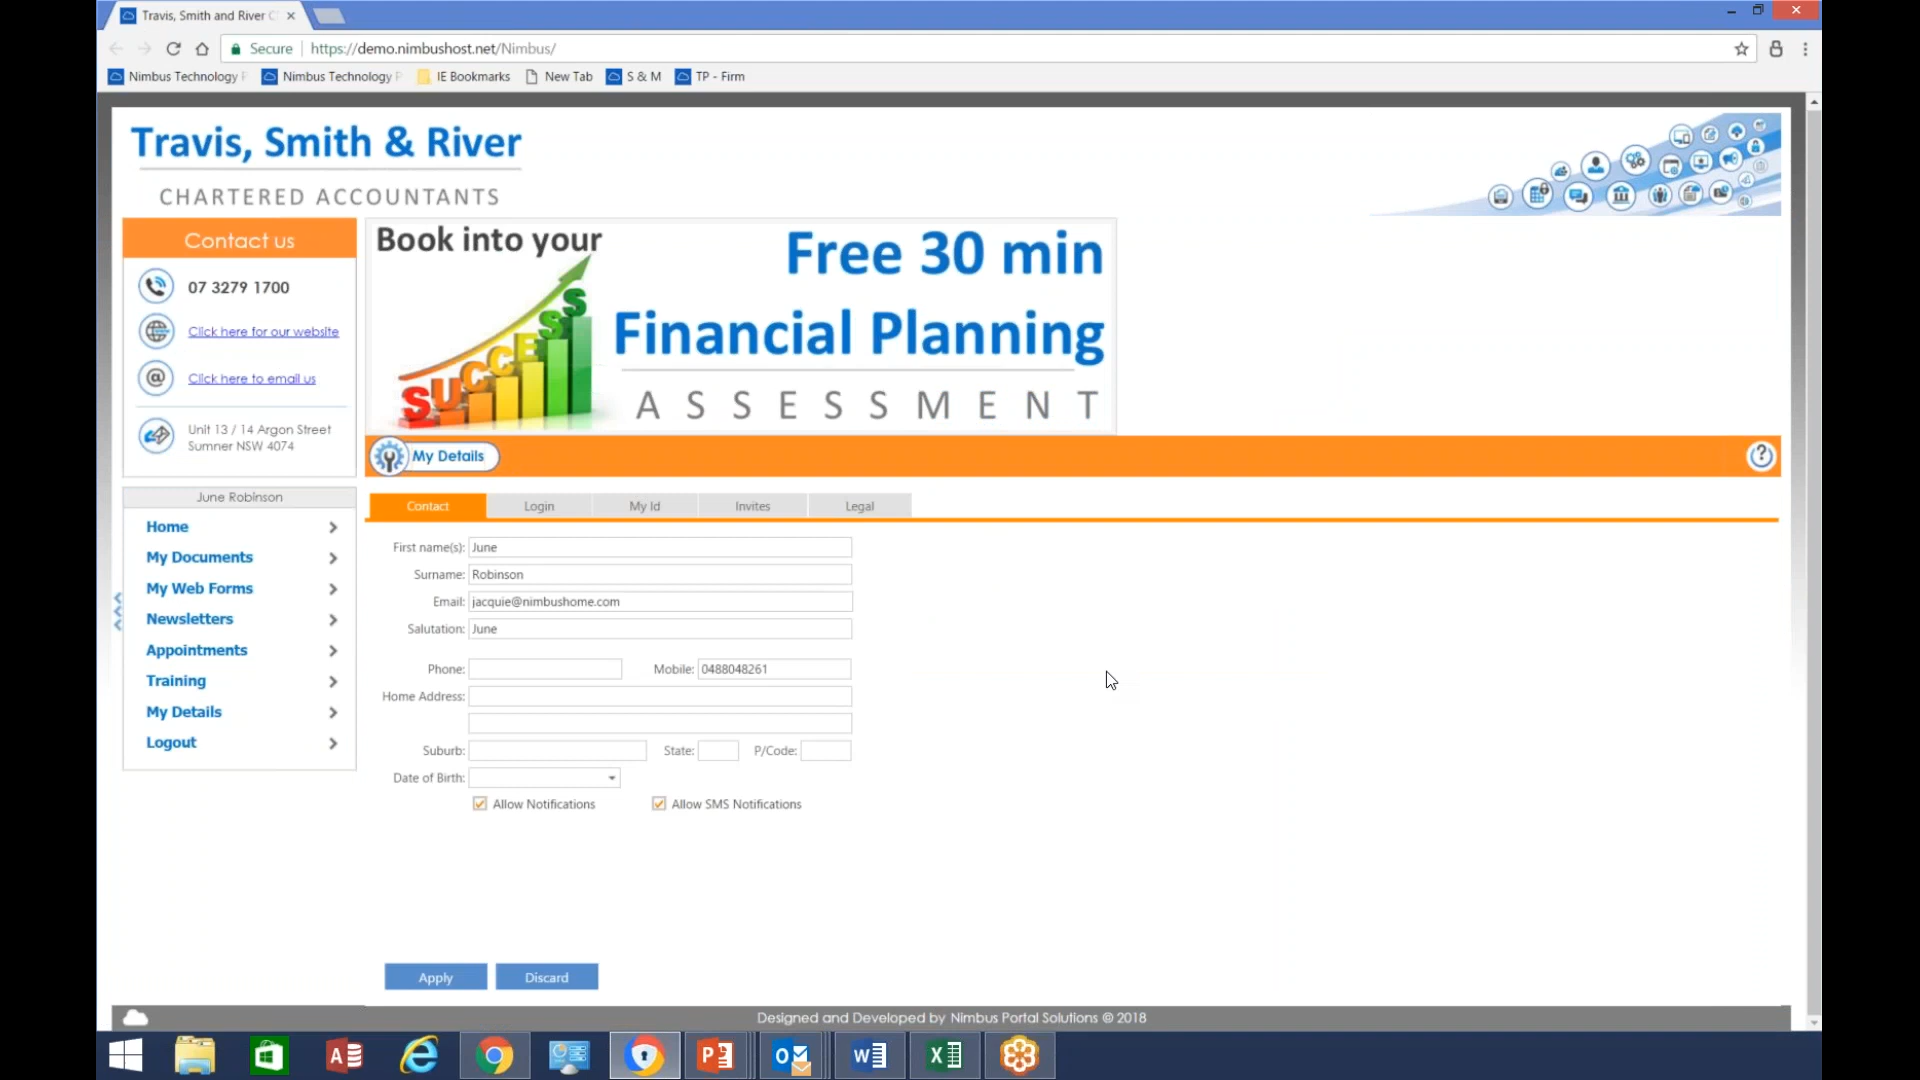 Travis, Smith and River C
Secure
https://demo.nimbushost.net/Nimbus/
Nimbus Technology P
Nimbus Technology P
IE Bookmarks
New Tab
S & M
TP - Firm
Travis, Smith & River
CHARTERED ACCOUNTANTS
Contact us
07 3279 1700
Click here for our website
Click here to email us
Unit 13 / 14 Argon Street
Sumner NSW 4074
Book into your
SUCCESS
Free 30 min
Financial Planning
ASSESSMENT
My Details
?
June Robinson
Home
My Documents
My Web Forms
Newsletters
Appointments
Training
My Details
Logout
Contact
Login
My Id
Invites
Legal
First name(s): June
Surname: Robinson
Email: jacquie@nimbushome.com
Salutation: June
Phone:
Mobile: 0488048261
Home Address:
Suburb:
State:
P/Code:
Date of Birth:
Allow Notifications
Allow SMS Notifications
Apply
Discard
Designed and Developed by Nimbus Portal Solutions © 2018